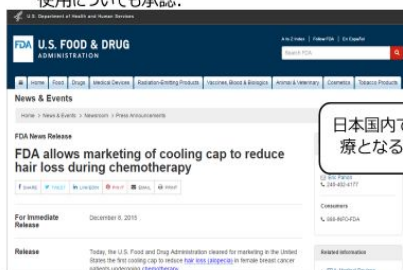 使用についても承認.
U.S. Department of Health and Human Services
FDA U.S. FOOD & DRUG
ADMINISTRATION
A to Z Index | Follow FDA | En Español
Search FDA
Home Food Drugs Medical Devices Radiation-Emitting Products Vaccines, Blood & Biologics Animal & Veterinary Cosmetics Tobacco Products
News & Events
Home > News & Events > Newsroom > Press Announcements
FDA News Release
FDA allows marketing of cooling cap to reduce
hair loss during chemotherapy
SHARE TWEET LINKEDIN PIN IT EMAIL PRINT
日本国内で
療となる
For Immediate
Release
December 8, 2015
Consumers
888-INFO-FDA
Release
Today, the U.S. Food and Drug Administration cleared for marketing in the United
States the first cooling cap to reduce hair loss (alopecia) in female breast cancer
patients undergoing chemotherapy.
Related Information